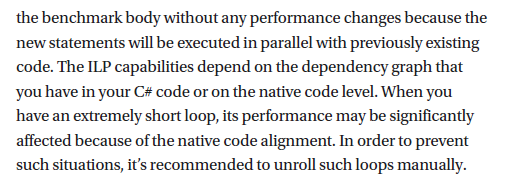 the benchmark body without any performance changes because the
new statements will be executed in parallel with previously existing
code. The ILP capabilities depend on the dependency graph that
you have in your C# code or on the native code level. When you
have an extremely short loop, its performance may be significantly
affected because of the native code alignment. In order to prevent
such situations, it’s recommended to unroll such loops manually.